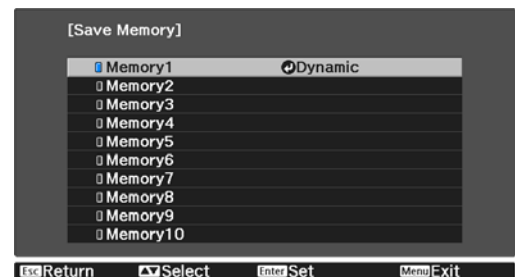 [Save Memory]
Memory1 Dynamic
Memory2
Memory3
Memory4
Memory5
Memory6
Memory7
Memory8
Memory9
Memory10
Esc Return Select Enter Set Menu Exit